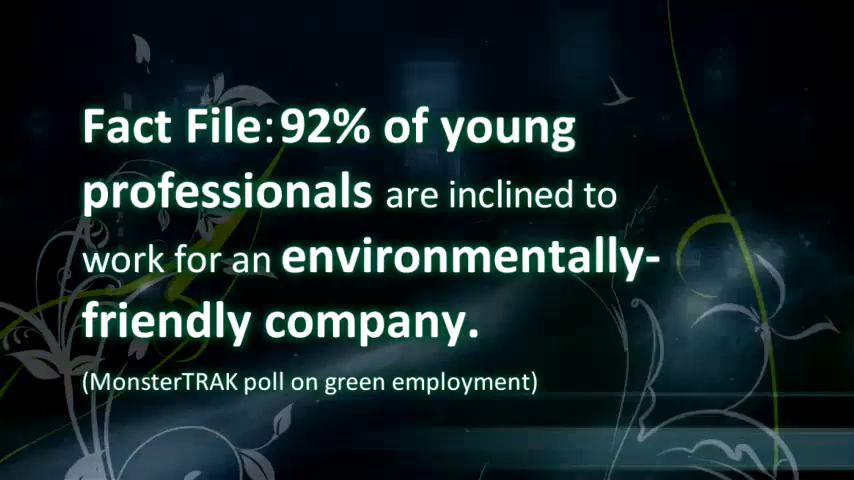 Fact File: 92% of young
professionals are inclined to
work for an environmentally-
friendly company.
(MonsterTRAK poll on green employment)